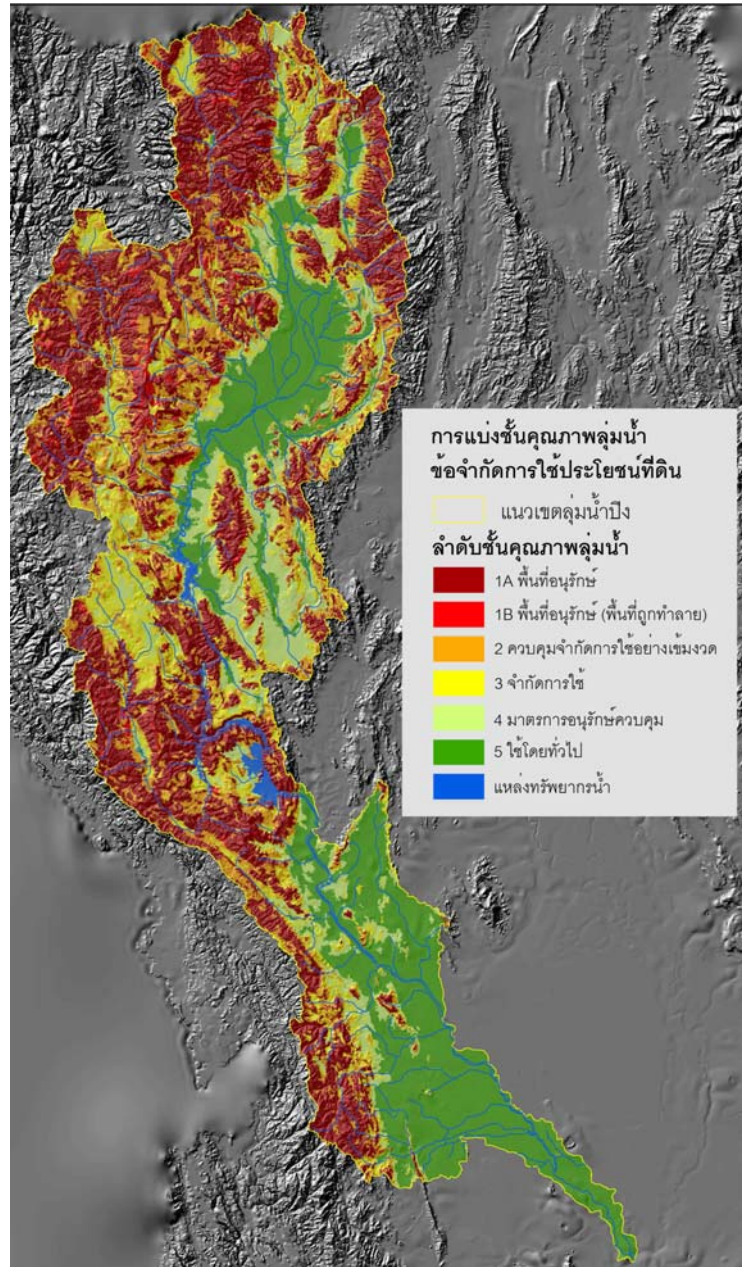 การแบ่งชั้นคุณภาพลุ่มน้ำ
ข้อจำกัดการใช้ประโยชน์ที่ดิน
แนวเขตลุ่มน้ำปิง
ลำดับชั้นคุณภาพลุ่มน้ำ
1A พื้นที่อนุรักษ์
1B พื้นที่อนุรักษ์ (พื้นที่ถูกทำลาย)
2 ควบคุมจำกัดการใช้อย่างเข้มงวด
3 จำกัดการใช้
4 มาตรการอนุรักษ์ควบคุม
5 ใช้โดยทั่วไป
แหล่งทรัพยากรน้ำ